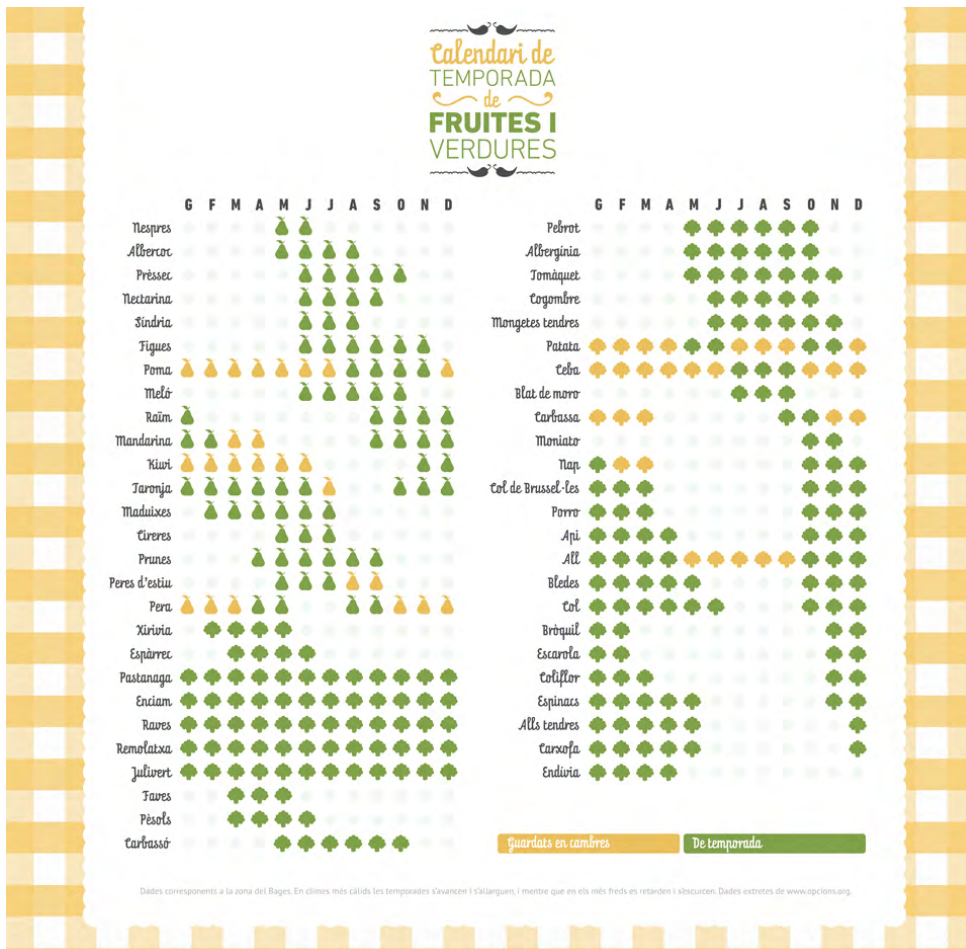 Calendari de
TEMPORADA
de
FRUITES I
VERDURES
G F M A M J J A S O N D
Nespres
Albercoc
Prèssec
Nectarina
Síndria
Figues
Poma
Meló
Raïm
Mandarina
Kiwi
Taronja
Maduixes
Cireres
Prunes
Peres d'estiu
Pera
Xirivia
Espàrrec
Pastanaga
Enciam
Raves
Remolatxa
Julivert
Faves
Pèsols
Carbassó
G F M A M J J A S O N D
Pebrot
Albergínia
Tomàquet
Cogombre
Mongetes tendres
Patata
Ceba
Blat de moro
Carbassa
Moniato
Nap
Col de Brussel·les
Porro
Api
All
Bledes
Col
Bròquil
Escarola
Coliflor
Espinacs
Alls tendres
Carxofa
Endívia
Guardats en cambres
De temporada
Dades corresponents a la zona del Bages. En climes més càlids les temporades s'avancen i s'allarguen, i mentre que en els més freds es retarden i s'escurcen. Dades extretes de www.opcions.org.